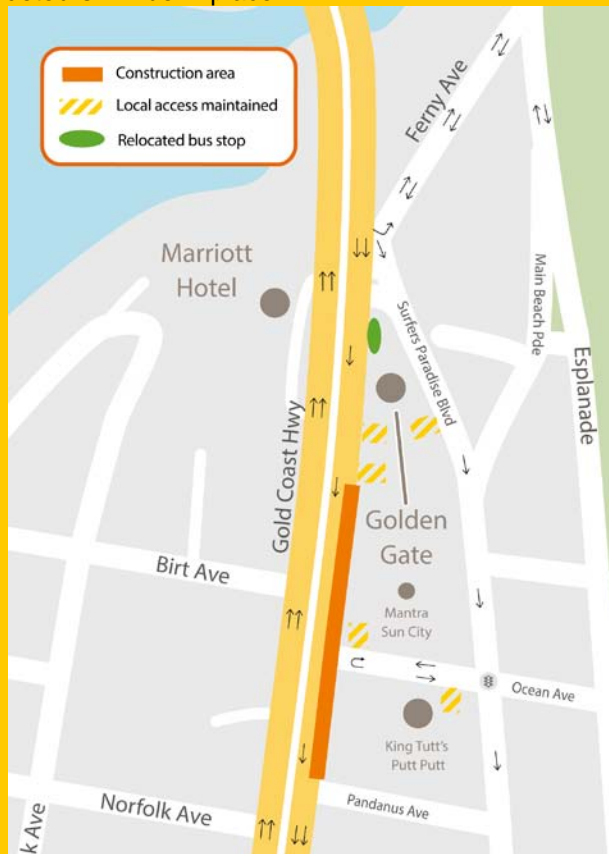 Construction area
Local access maintained
Relocated bus stop
Ferny Ave
Marriott
Hotel
Main Beach Pde
Surfers Paradise Blvd
Esplanade
Gold Coast Hwy
Golden
Gate
Birt Ave
Mantra
Sun City
Ocean Ave
King Tutt's
Putt Putt
Norfolk Ave
Pandanus Ave
k Ave